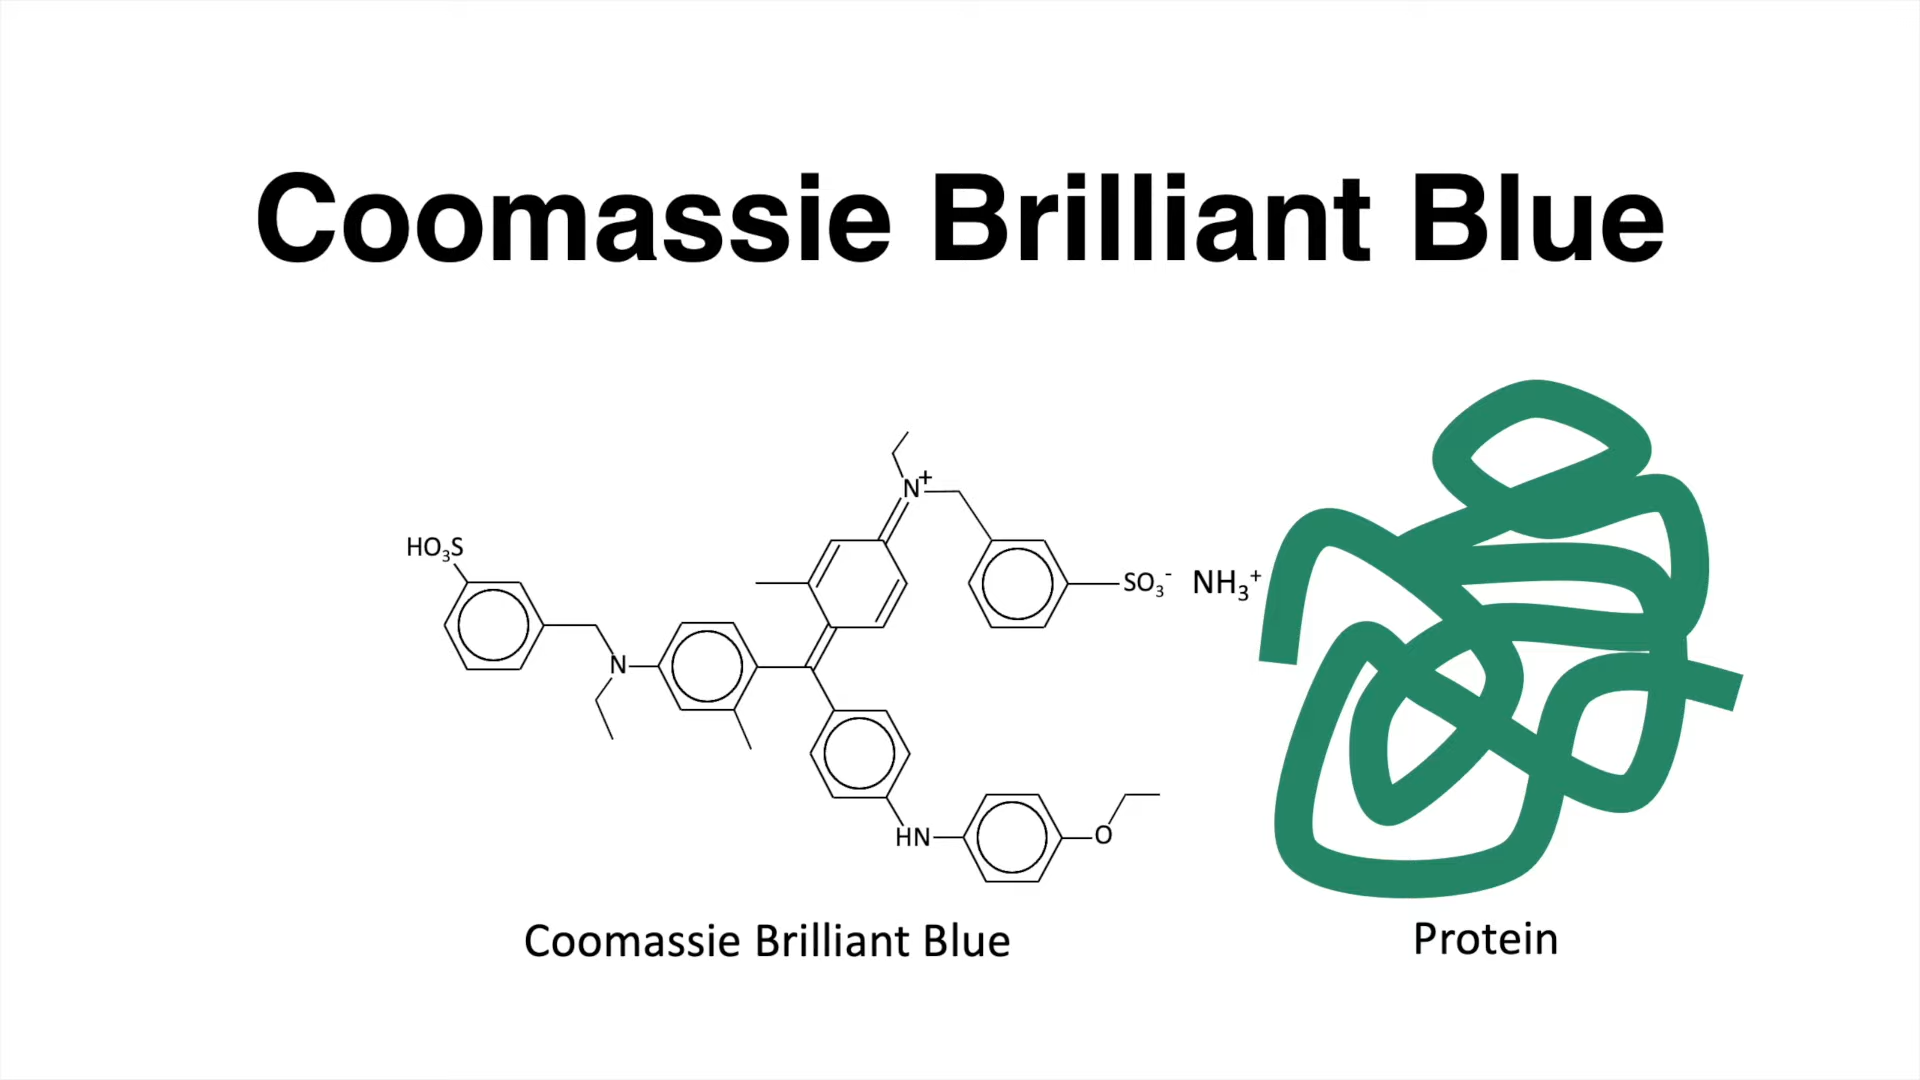 Coomassie Brilliant Blue
N⁺
HO₃S
SO₃⁻ NH₃⁺
N
HN
O
Coomassie Brilliant Blue
Protein